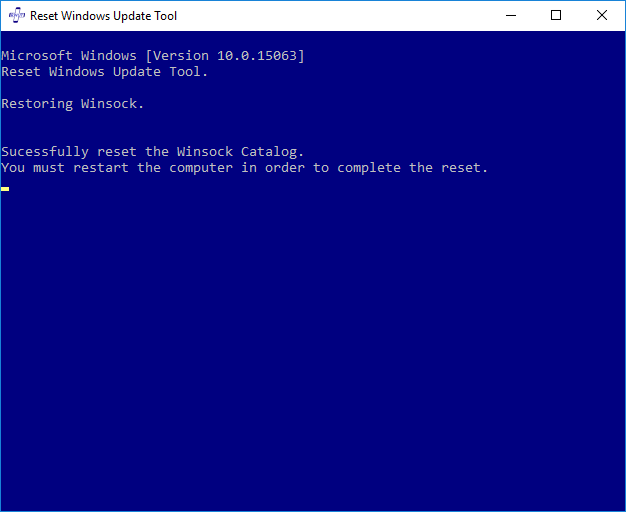 Reset Windows Update Tool
Microsoft Windows [Version 10.0.15063]
Reset Windows Update Tool.
Restoring Winsock.
Sucessfully reset the Winsock Catalog.
You must restart the computer in order to complete the reset.